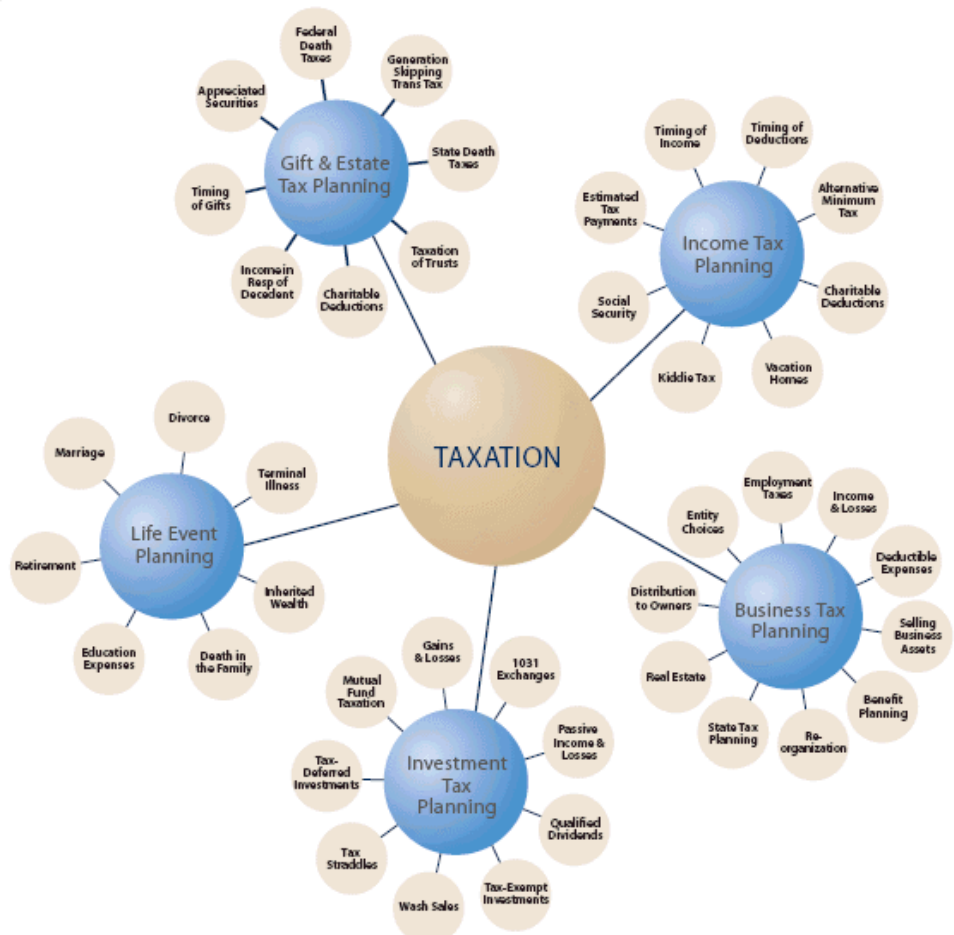 TAXATION
Gift & Estate
Tax Planning
Federal
Death
Taxes
Generation
Skipping
Trans Tax
State Death
Taxes
Taxation
of Trusts
Charitable
Deductions
Income in
Resp of
Decedent
Timing
of Gifts
Appreciated
Securities
Income Tax
Planning
Timing of
Income
Timing of
Deductions
Alternative
Minimum
Tax
Charitable
Deductions
Vacation
Homes
Kiddie Tax
Social
Security
Estimated
Tax
Payments
Business Tax
Planning
Employment
Taxes
Income
& Losses
Deductible
Expenses
Selling
Business
Assets
Benefit
Planning
Re-
organization
State Tax
Planning
Real Estate
Distribution
to Owners
Entity
Choices
Investment
Tax
Planning
Gains
& Losses
1031
Exchanges
Passive
Income &
Losses
Qualified
Dividends
Tax-Exempt
Investments
Wash Sales
Tax
Straddles
Tax-
Deferred
Investments
Mutual
Fund
Taxation
Life Event
Planning
Divorce
Terminal
Illness
Inherited
Wealth
Death in
the Family
Education
Expenses
Retirement
Marriage